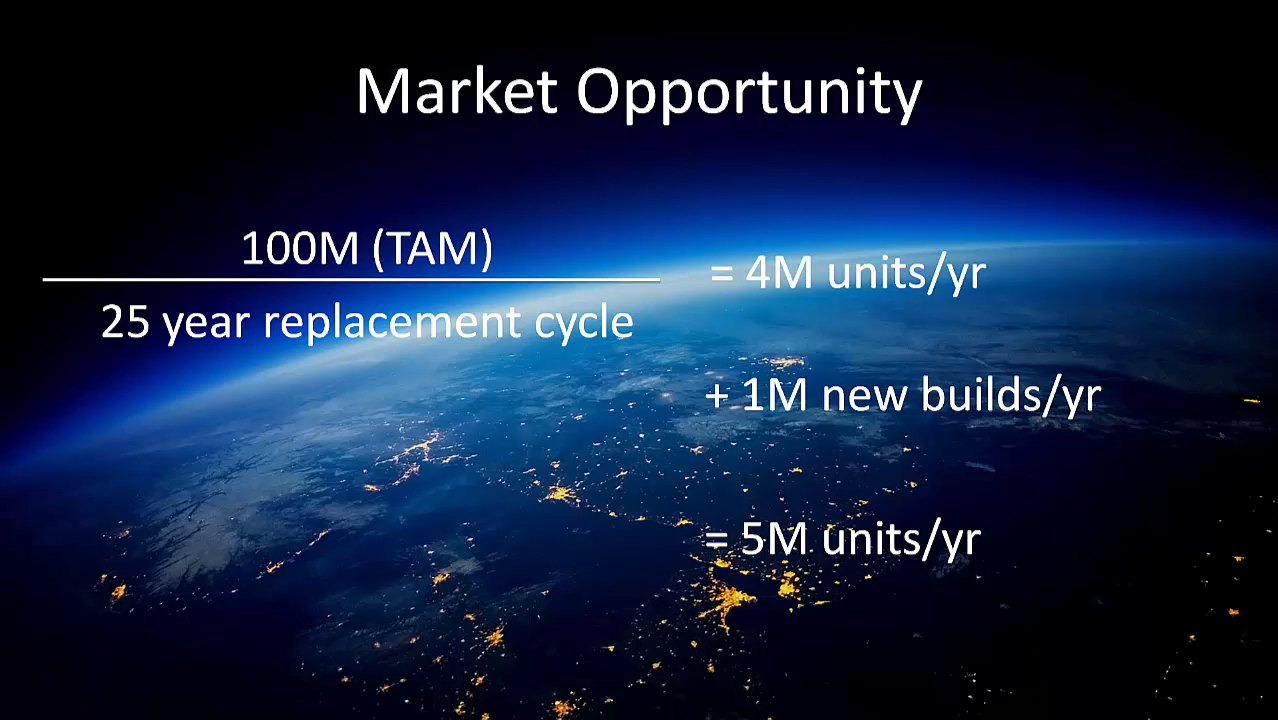 Market Opportunity
100M (TAM)
25 year replacement cycle
= 4M units/yr
+ 1M new builds/yr
= 5M units/yr